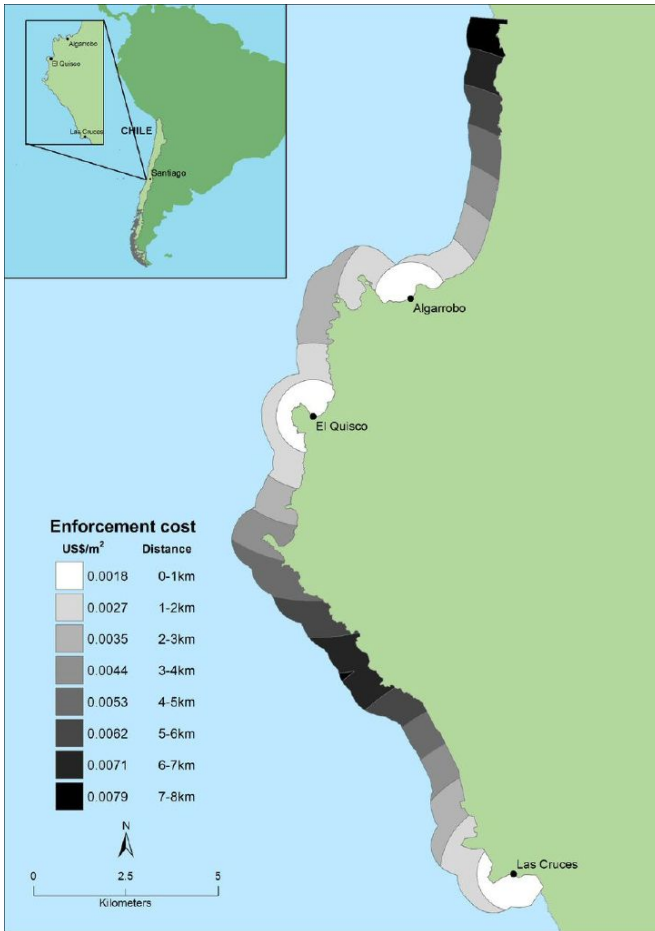 Algarrobo
El Quisco
Las Cruces
CHILE
Santiago
Algarrobo
El Quisco
Enforcement cost
US$/m² Distance
0.0018 0-1km
0.0027 1-2km
0.0035 2-3km
0.0044 3-4km
0.0053 4-5km
0.0062 5-6km
0.0071 6-7km
0.0079 7-8km
N
Las Cruces
0 2.5 5
Kilometers